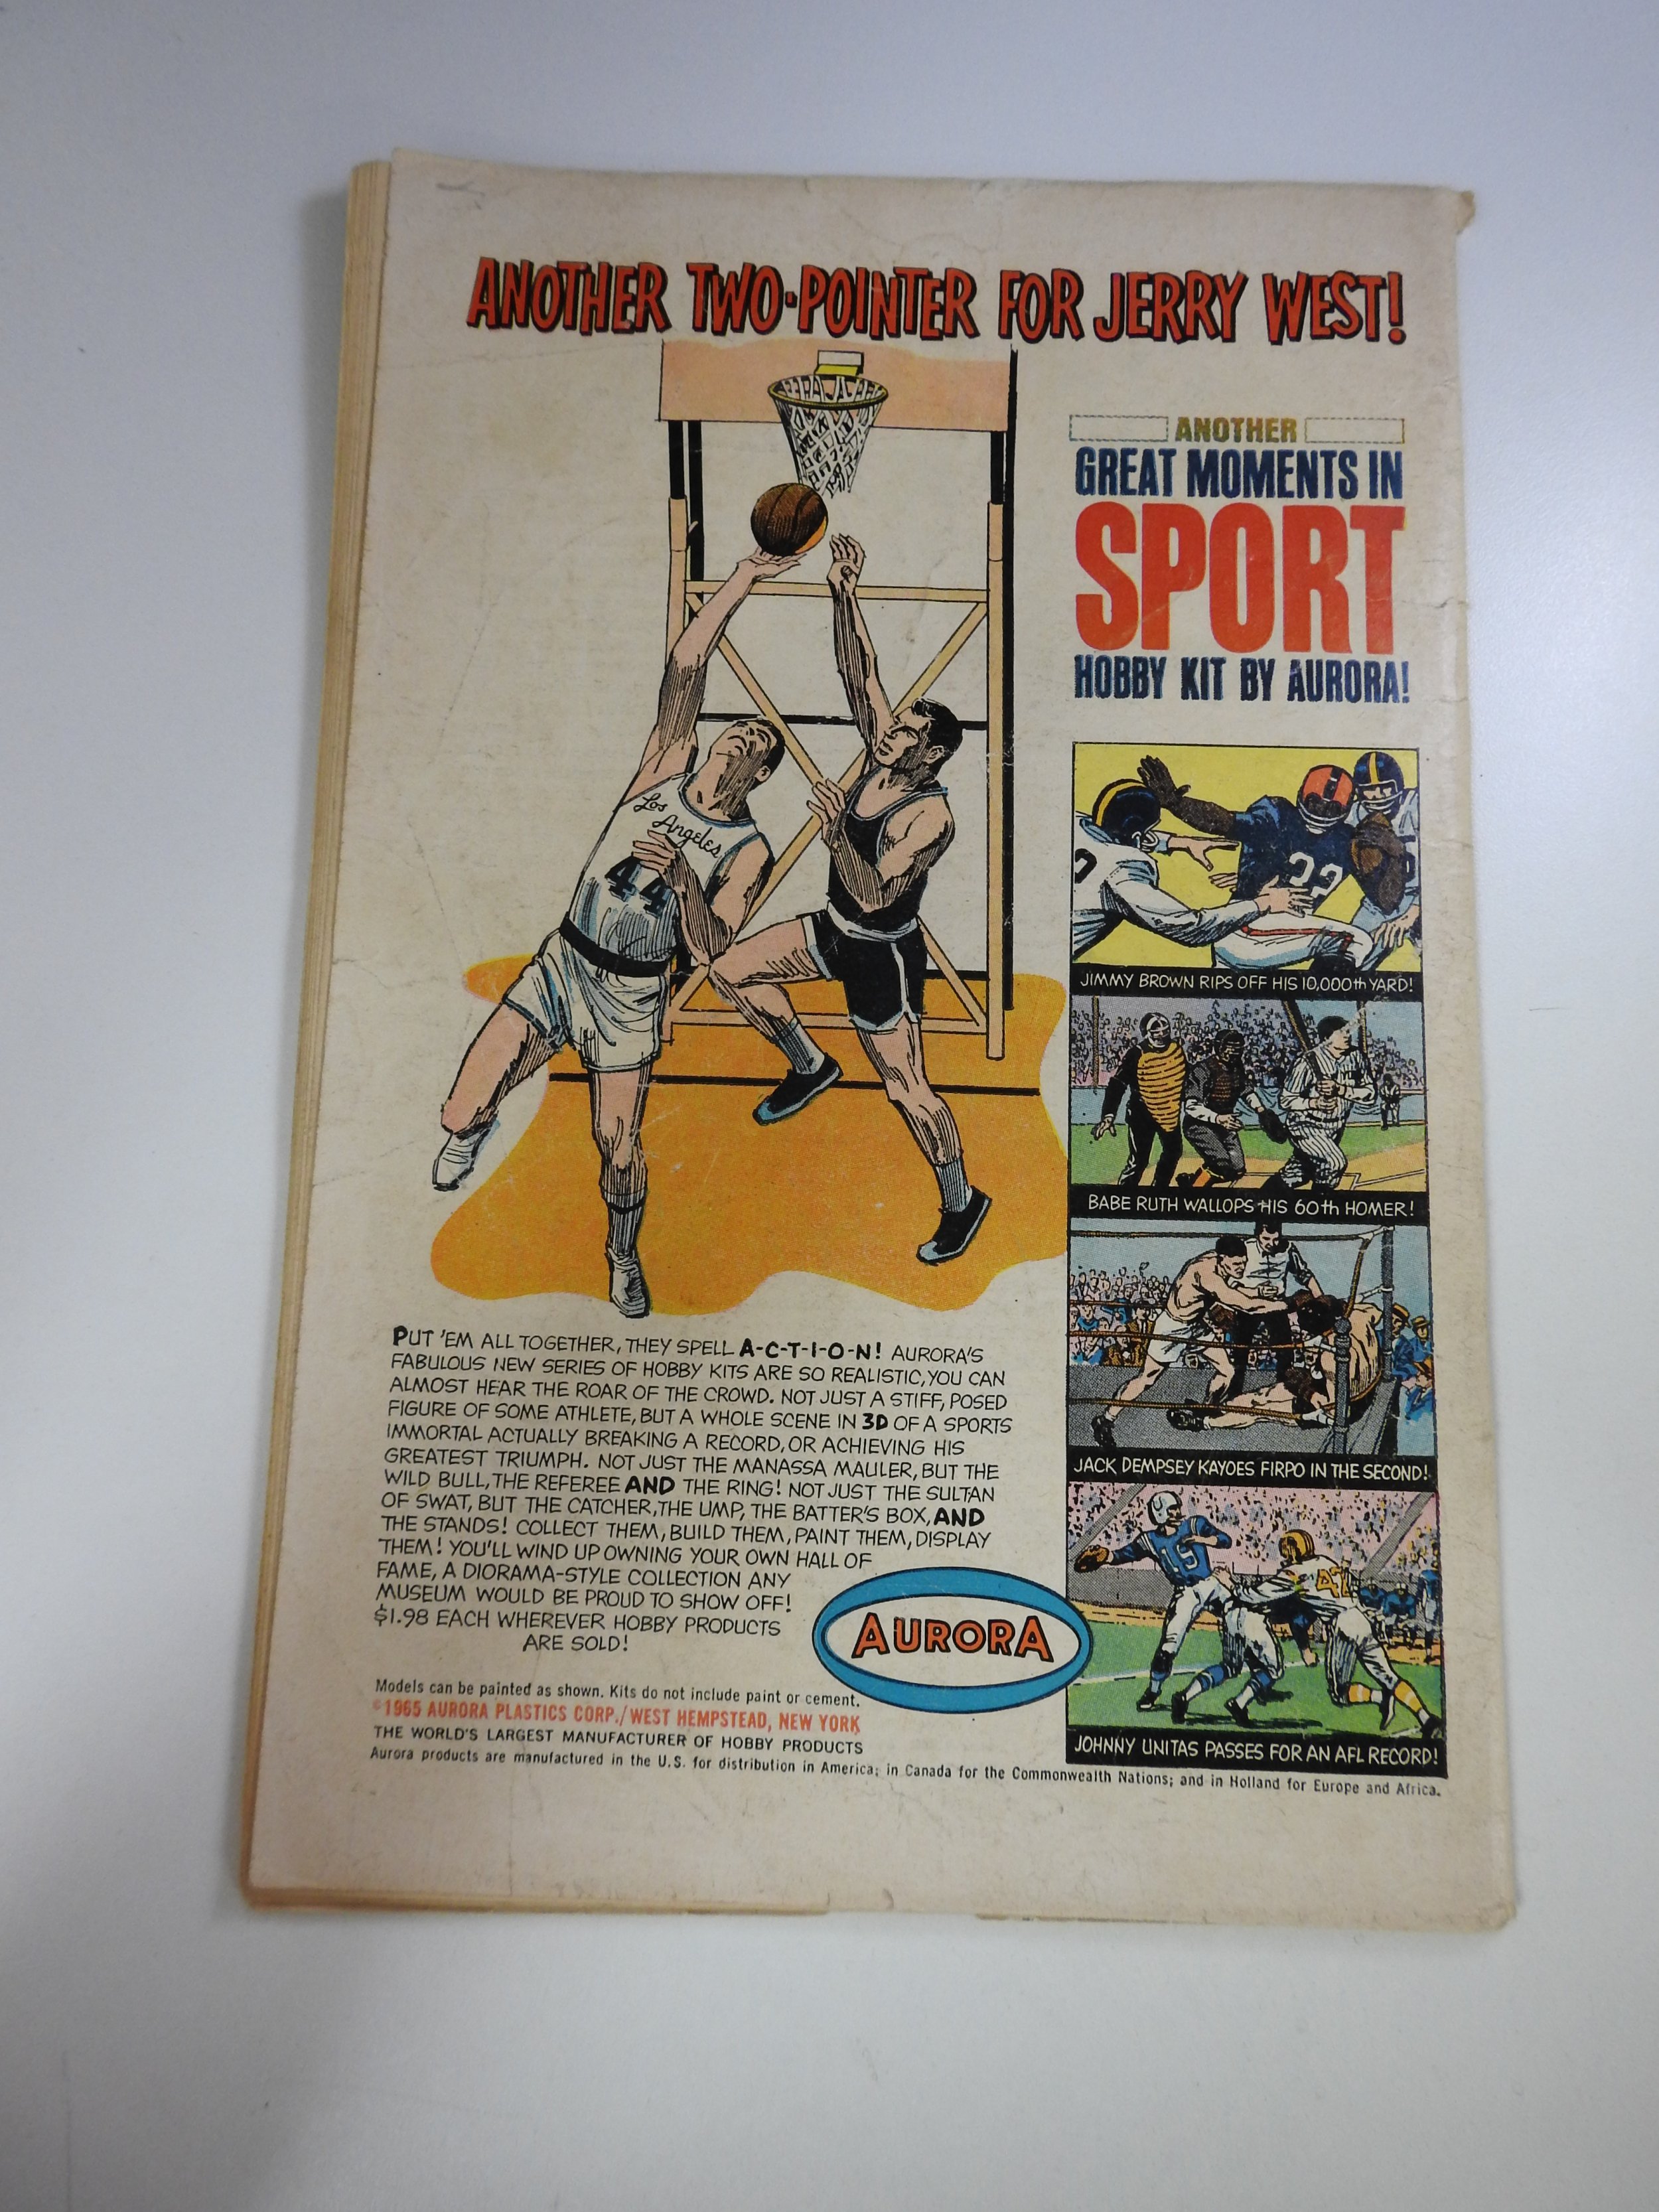 ANOTHER TWO-POINTER FOR JERRY WEST!
ANOTHER
GREAT MOMENTS IN
SPORT
HOBBY KIT BY AURORA!
Los
Angeles
44
32
JIMMY BROWN RIPS OFF HIS 10,000th YARD!
BABE RUTH WALLOPS HIS 60th HOMER!
JACK DEMPSEY KAYOES FIRPO IN THE SECOND!
19
47
JOHNNY UNITAS PASSES FOR AN AFL RECORD!
PUT 'EM ALL TOGETHER, THEY SPELL A-C-T-I-O-N! AURORA'S
FABULOUS NEW SERIES OF HOBBY KITS ARE SO REALISTIC, YOU CAN
ALMOST HEAR THE ROAR OF THE CROWD. NOT JUST A STIFF, POSED
FIGURE OF SOME ATHLETE, BUT A WHOLE SCENE IN 3D OF A SPORTS
IMMORTAL ACTUALLY BREAKING A RECORD, OR ACHIEVING HIS
GREATEST TRIUMPH. NOT JUST THE MANASSA MAULER, BUT THE
WILD BULL, THE REFEREE AND THE RING! NOT JUST THE SULTAN
OF SWAT, BUT THE CATCHER, THE UMP, THE BATTER'S BOX, AND
THE STANDS! COLLECT THEM, BUILD THEM, PAINT THEM, DISPLAY
THEM! YOU'LL WIND UP OWNING YOUR OWN HALL OF
FAME, A DIORAMA-STYLE COLLECTION ANY
MUSEUM WOULD BE PROUD TO SHOW OFF!
$1.98 EACH WHEREVER HOBBY PRODUCTS
ARE SOLD!
AURORA
Models can be painted as shown. Kits do not include paint or cement.
©1965 AURORA PLASTICS CORP./WEST HEMPSTEAD, NEW YORK
THE WORLD'S LARGEST MANUFACTURER OF HOBBY PRODUCTS
Aurora products are manufactured in the U.S. for distribution in America; in Canada for the Commonwealth Nations; and in Holland for Europe and Africa.